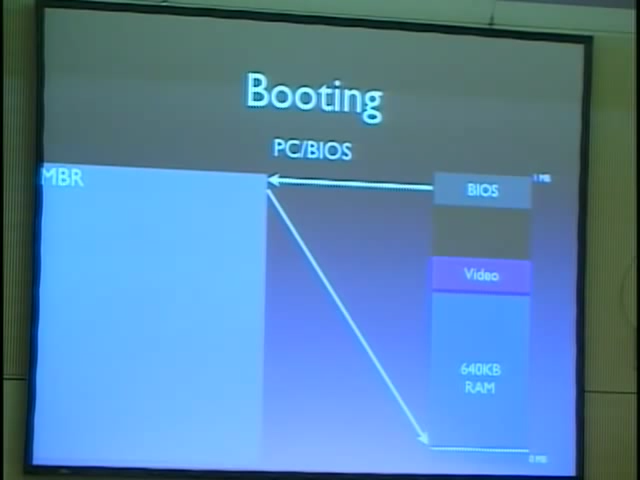 Booting
PC/BIOS
MBR
BIOS
1 MB
Video
640KB
RAM
0 MB